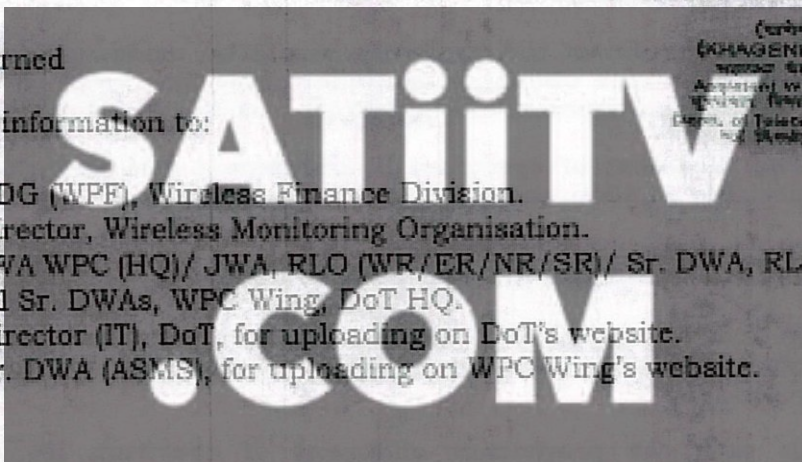 rned
information to:
DG (WPF), Wireless Finance Division.
irector, Wireless Monitoring Organisation.
WA WPC (HQ)/ JWA, RLO (WR/ER/NR/SR)/ Sr. DWA, RL
l Sr. DWAs, WPC Wing, DoT HQ.
irector (IT), DoT, for uploading on DoT's website.
r. DWA (ASMS), for uploading on WPC Wing's website.
(KHAGEN
SATiiTV
.COM